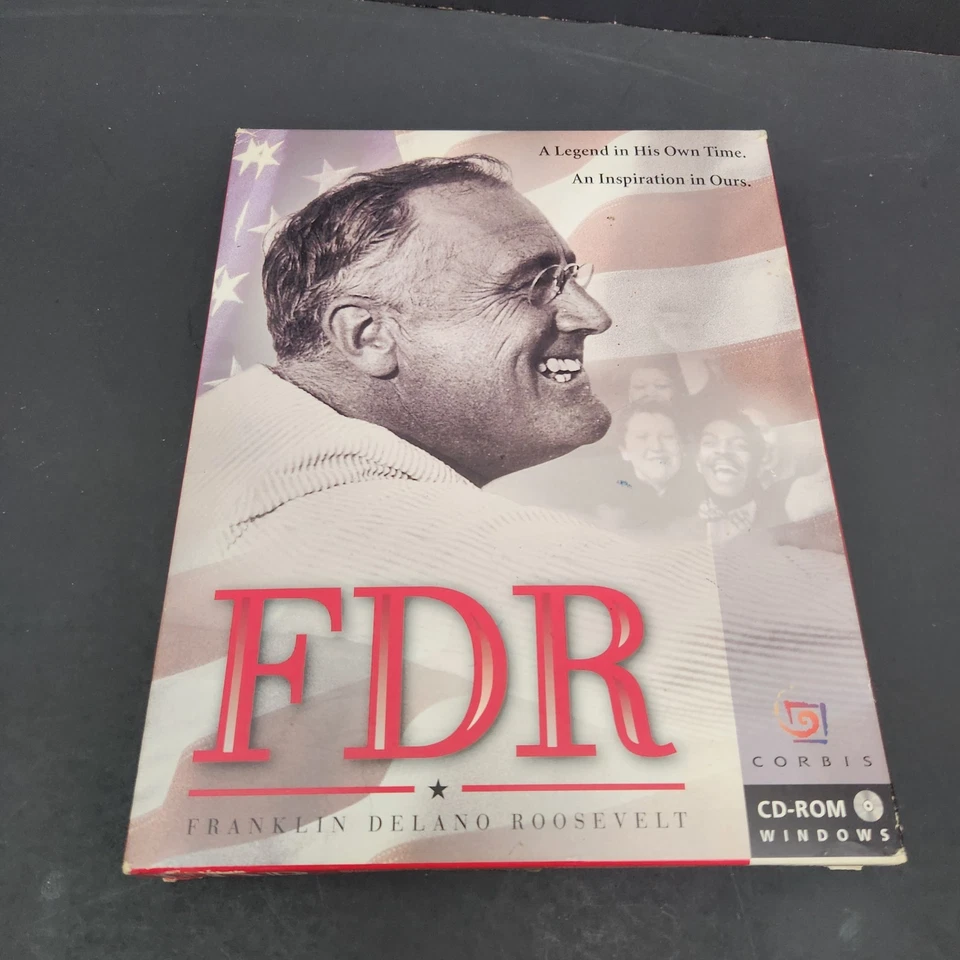 A Legend in His Own Time.
An Inspiration in Ours.
FDR
FRANKLIN DELANO ROOSEVELT
CORBIS
CD-ROM
WINDOWS